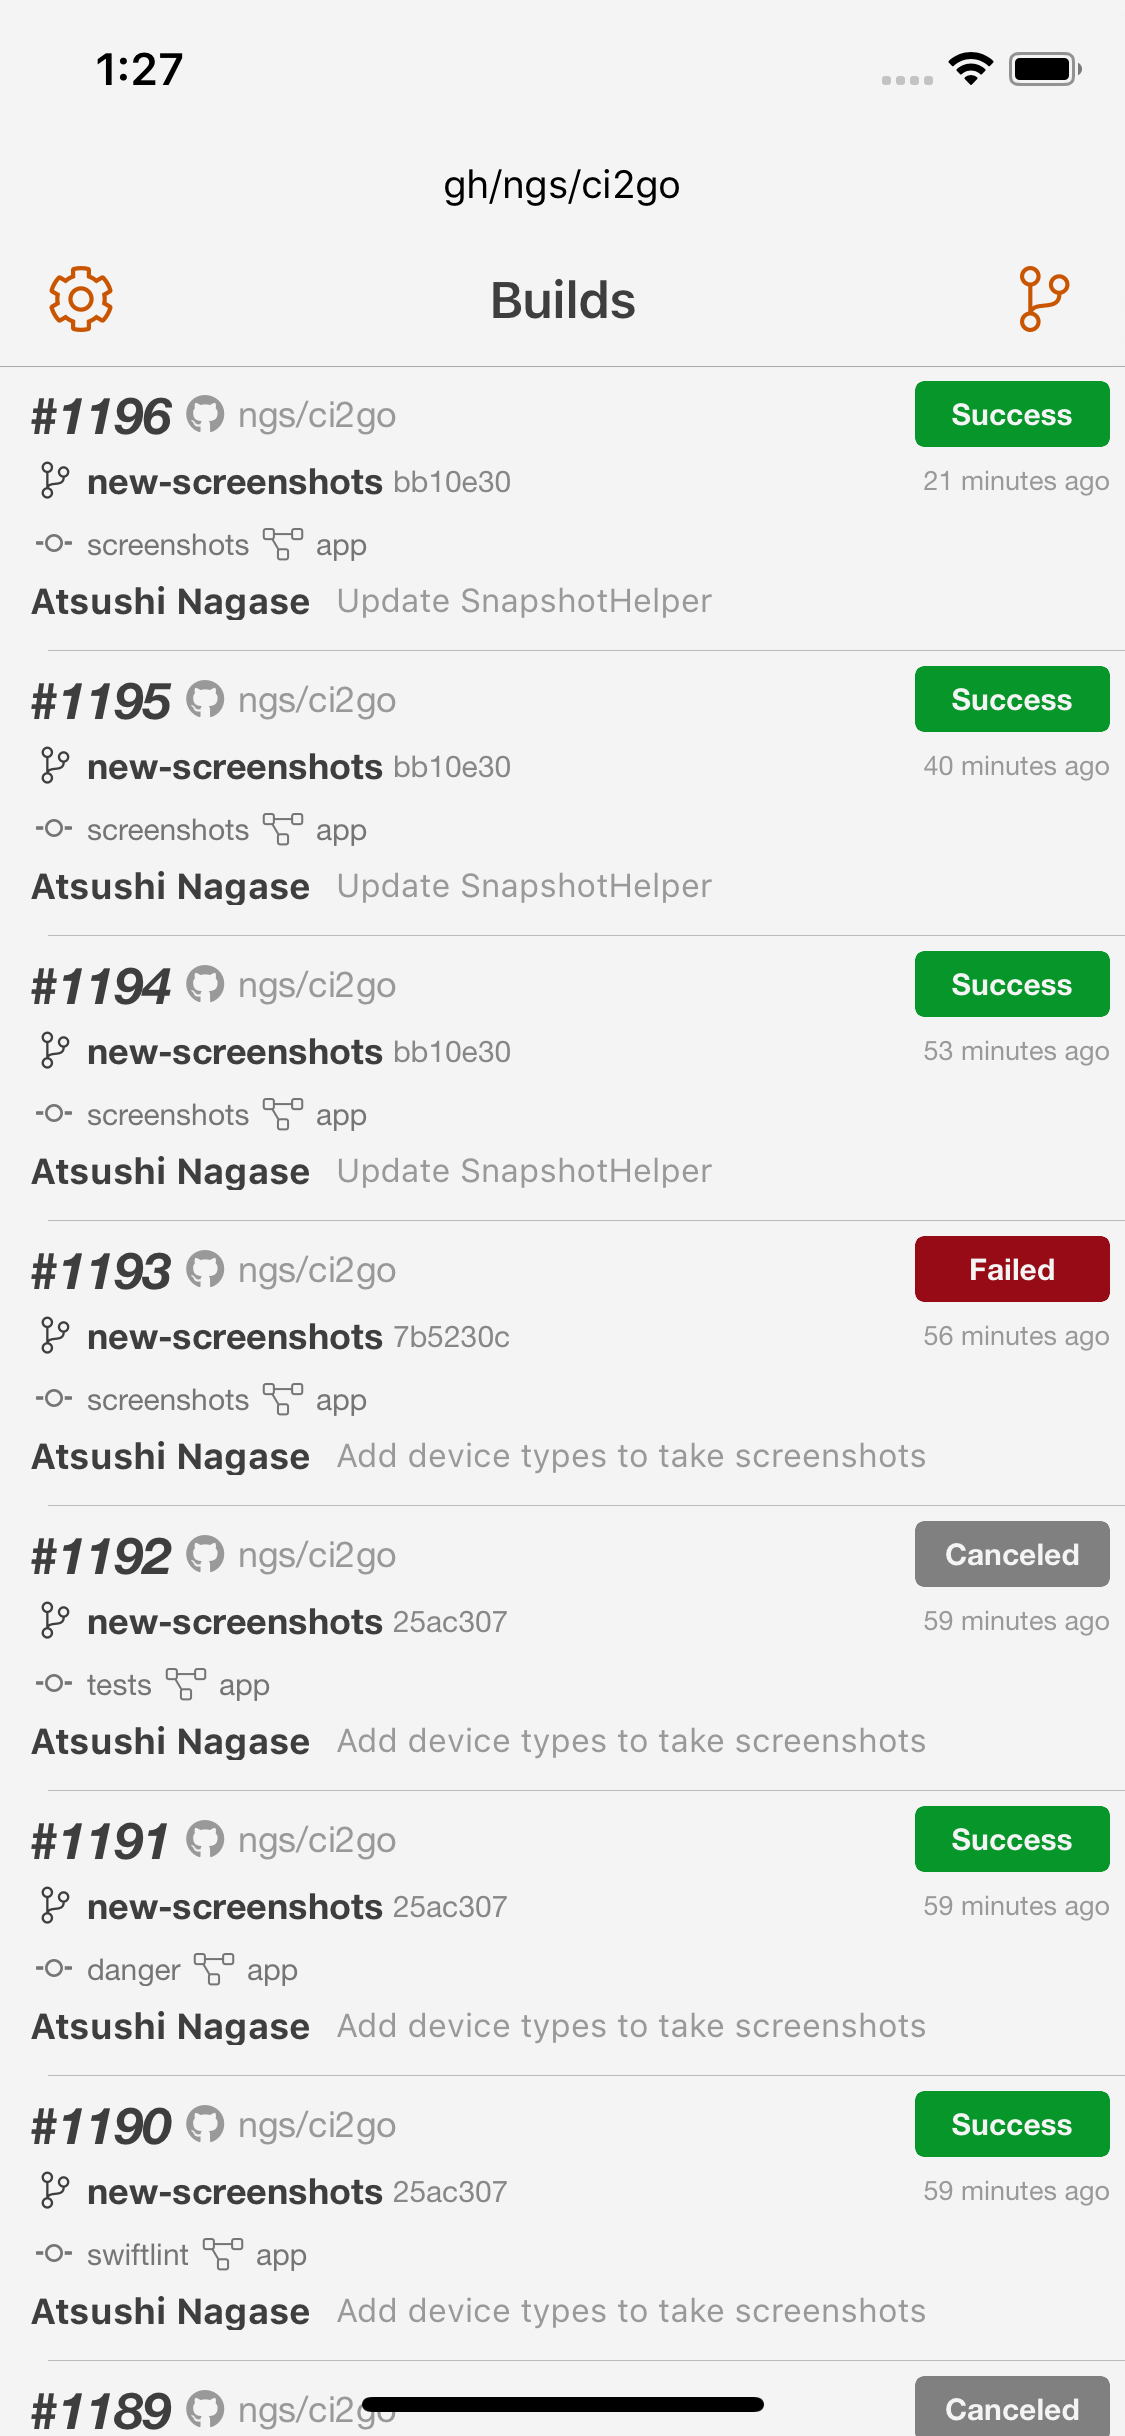 1:27
gh/ngs/ci2go
Builds
#1196 ngs/ci2go Success
new-screenshots bb10e30 21 minutes ago
screenshots app
Atsushi Nagase Update SnapshotHelper
#1195 ngs/ci2go Success
new-screenshots bb10e30 40 minutes ago
screenshots app
Atsushi Nagase Update SnapshotHelper
#1194 ngs/ci2go Success
new-screenshots bb10e30 53 minutes ago
screenshots app
Atsushi Nagase Update SnapshotHelper
#1193 ngs/ci2go Failed
new-screenshots 7b5230c 56 minutes ago
screenshots app
Atsushi Nagase Add device types to take screenshots
#1192 ngs/ci2go Canceled
new-screenshots 25ac307 59 minutes ago
tests app
Atsushi Nagase Add device types to take screenshots
#1191 ngs/ci2go Success
new-screenshots 25ac307 59 minutes ago
danger app
Atsushi Nagase Add device types to take screenshots
#1190 ngs/ci2go Success
new-screenshots 25ac307 59 minutes ago
swiftlint app
Atsushi Nagase Add device types to take screenshots
#1189 ngs/ci2go Canceled